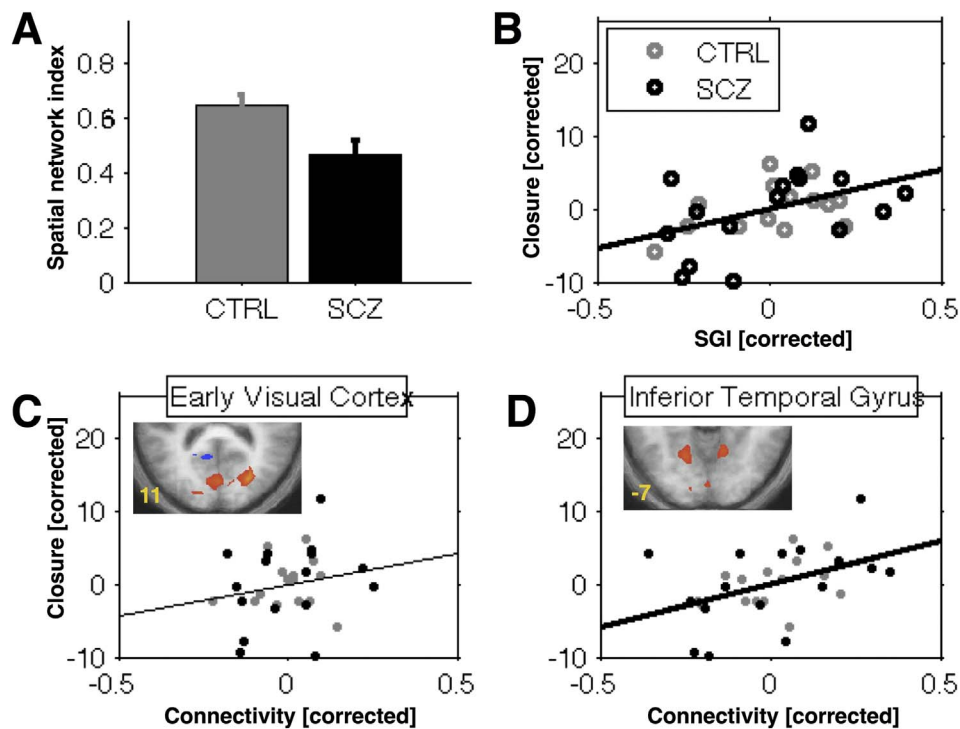 A
Spatial network index
0.8
0.6
0.4
0.2
0
CTRL
SCZ
B
Closure [corrected]
20
10
0
-10
CTRL
SCZ
-0.5
0
0.5
SGI [corrected]
C
Early Visual Cortex
Closure [corrected]
20
10
0
-10
11
-0.5
0
0.5
Connectivity [corrected]
D
Inferior Temporal Gyrus
20
10
0
-10
-7
-0.5
0
0.5
Connectivity [corrected]